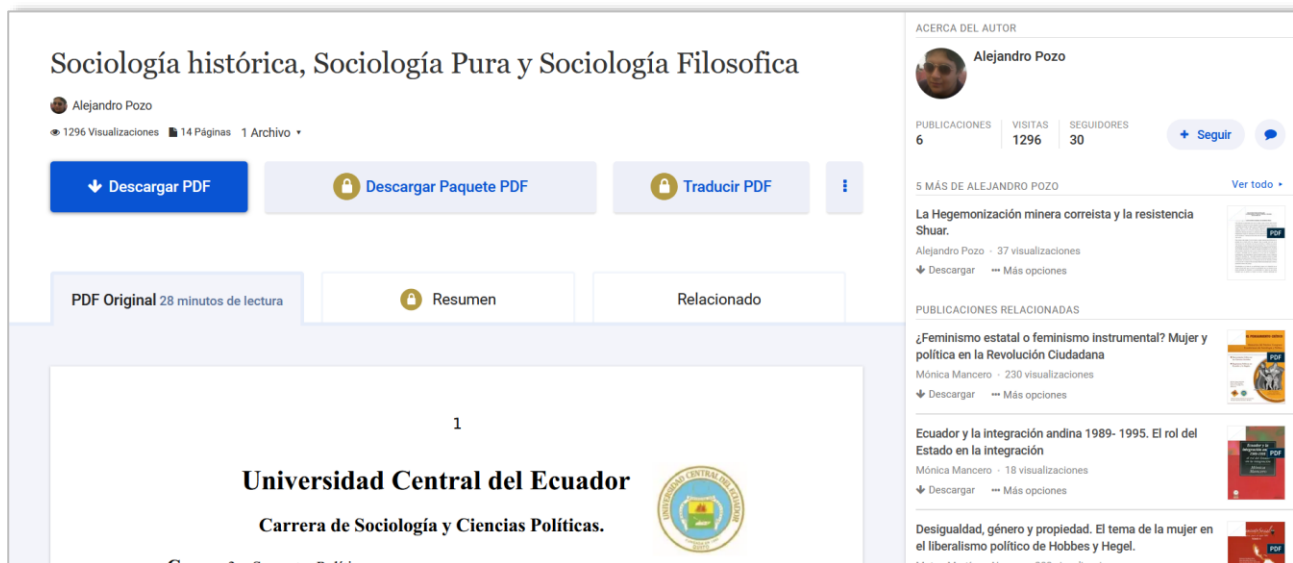 Sociología histórica, Sociología Pura y Sociología Filosofica
Alejandro Pozo
1296 Visualizaciones 14 Páginas 1 Archivo
Descargar PDF
Descargar Paquete PDF
Traducir PDF
PDF Original 28 minutos de lectura
Resumen
Relacionado
1
Universidad Central del Ecuador
Carrera de Sociología y Ciencias Políticas.
ACERCA DEL AUTOR
Alejandro Pozo
PUBLICACIONES VISITAS SEGUIDORES
6 1296 30
+ Seguir
5 MÁS DE ALEJANDRO POZO Ver todo
La Hegemonización minera correista y la resistencia
Shuar.
Alejandro Pozo · 37 visualizaciones
Descargar ••• Más opciones
PDF
PUBLICACIONES RELACIONADAS
¿Feminismo estatal o feminismo instrumental? Mujer y
política en la Revolución Ciudadana
Mónica Mancero · 230 visualizaciones
Descargar ••• Más opciones
PDF
Ecuador y la integración andina 1989- 1995. El rol del
Estado en la integración
Mónica Mancero · 18 visualizaciones
Descargar ••• Más opciones
PDF
Desigualdad, género y propiedad. El tema de la mujer en
el liberalismo político de Hobbes y Hegel.
PDF